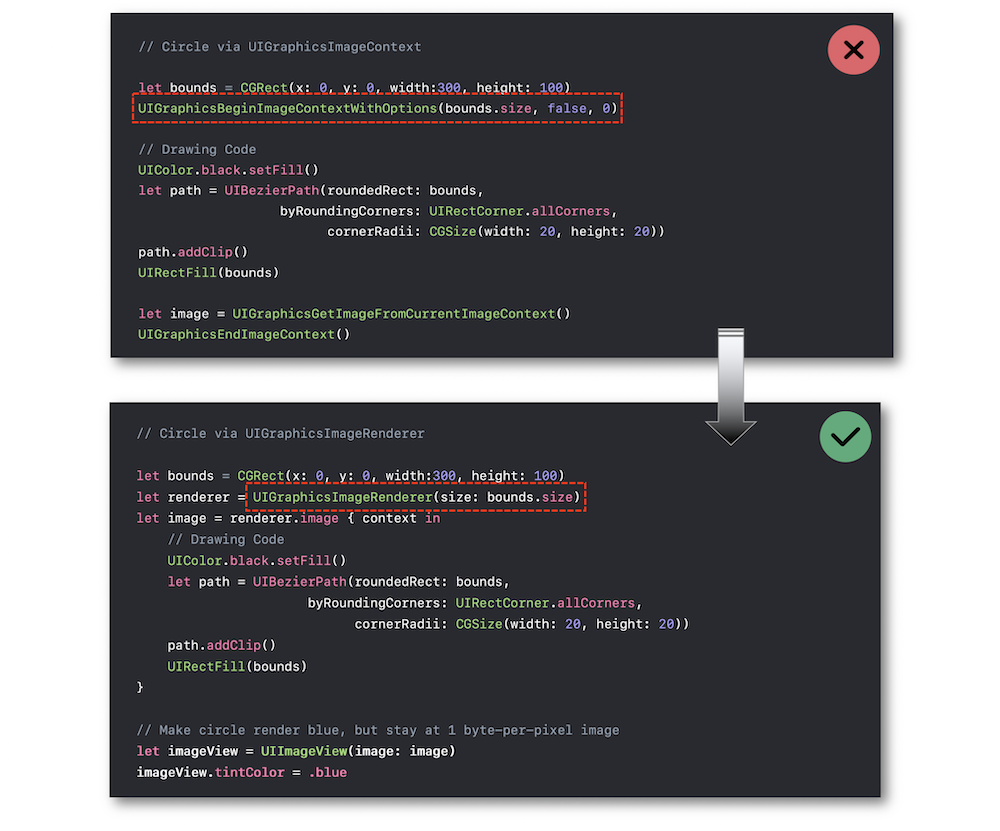 // Circle via UIGraphicsImageContext
let bounds = CGRect(x: 0, y: 0, width:300, height: 100)
UIGraphicsBeginImageContextWithOptions(bounds.size, false, 0)
// Drawing Code
UIColor.black.setFill()
let path = UIBezierPath(roundedRect: bounds,
byRoundingCorners: UIRectCorner.allCorners,
cornerRadii: CGSize(width: 20, height: 20))
path.addClip()
UIRectFill(bounds)
let image = UIGraphicsGetImageFromCurrentImageContext()
UIGraphicsEndImageContext()
// Circle via UIGraphicsImageRenderer
let bounds = CGRect(x: 0, y: 0, width:300, height: 100)
let renderer = UIGraphicsImageRenderer(size: bounds.size)
let image = renderer.image { context in
// Drawing Code
UIColor.black.setFill()
let path = UIBezierPath(roundedRect: bounds,
byRoundingCorners: UIRectCorner.allCorners,
cornerRadii: CGSize(width: 20, height: 20))
path.addClip()
UIRectFill(bounds)
}
// Make circle render blue, but stay at 1 byte-per-pixel image
let imageView = UIImageView(image: image)
imageView.tintColor = .blue